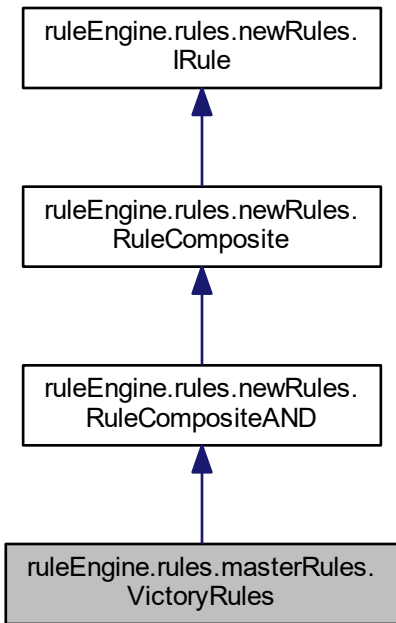 ruleEngine.rules.newRules.
IRule
ruleEngine.rules.newRules.
RuleComposite
ruleEngine.rules.newRules.
RuleCompositeAND
ruleEngine.rules.masterRules.
VictoryRules